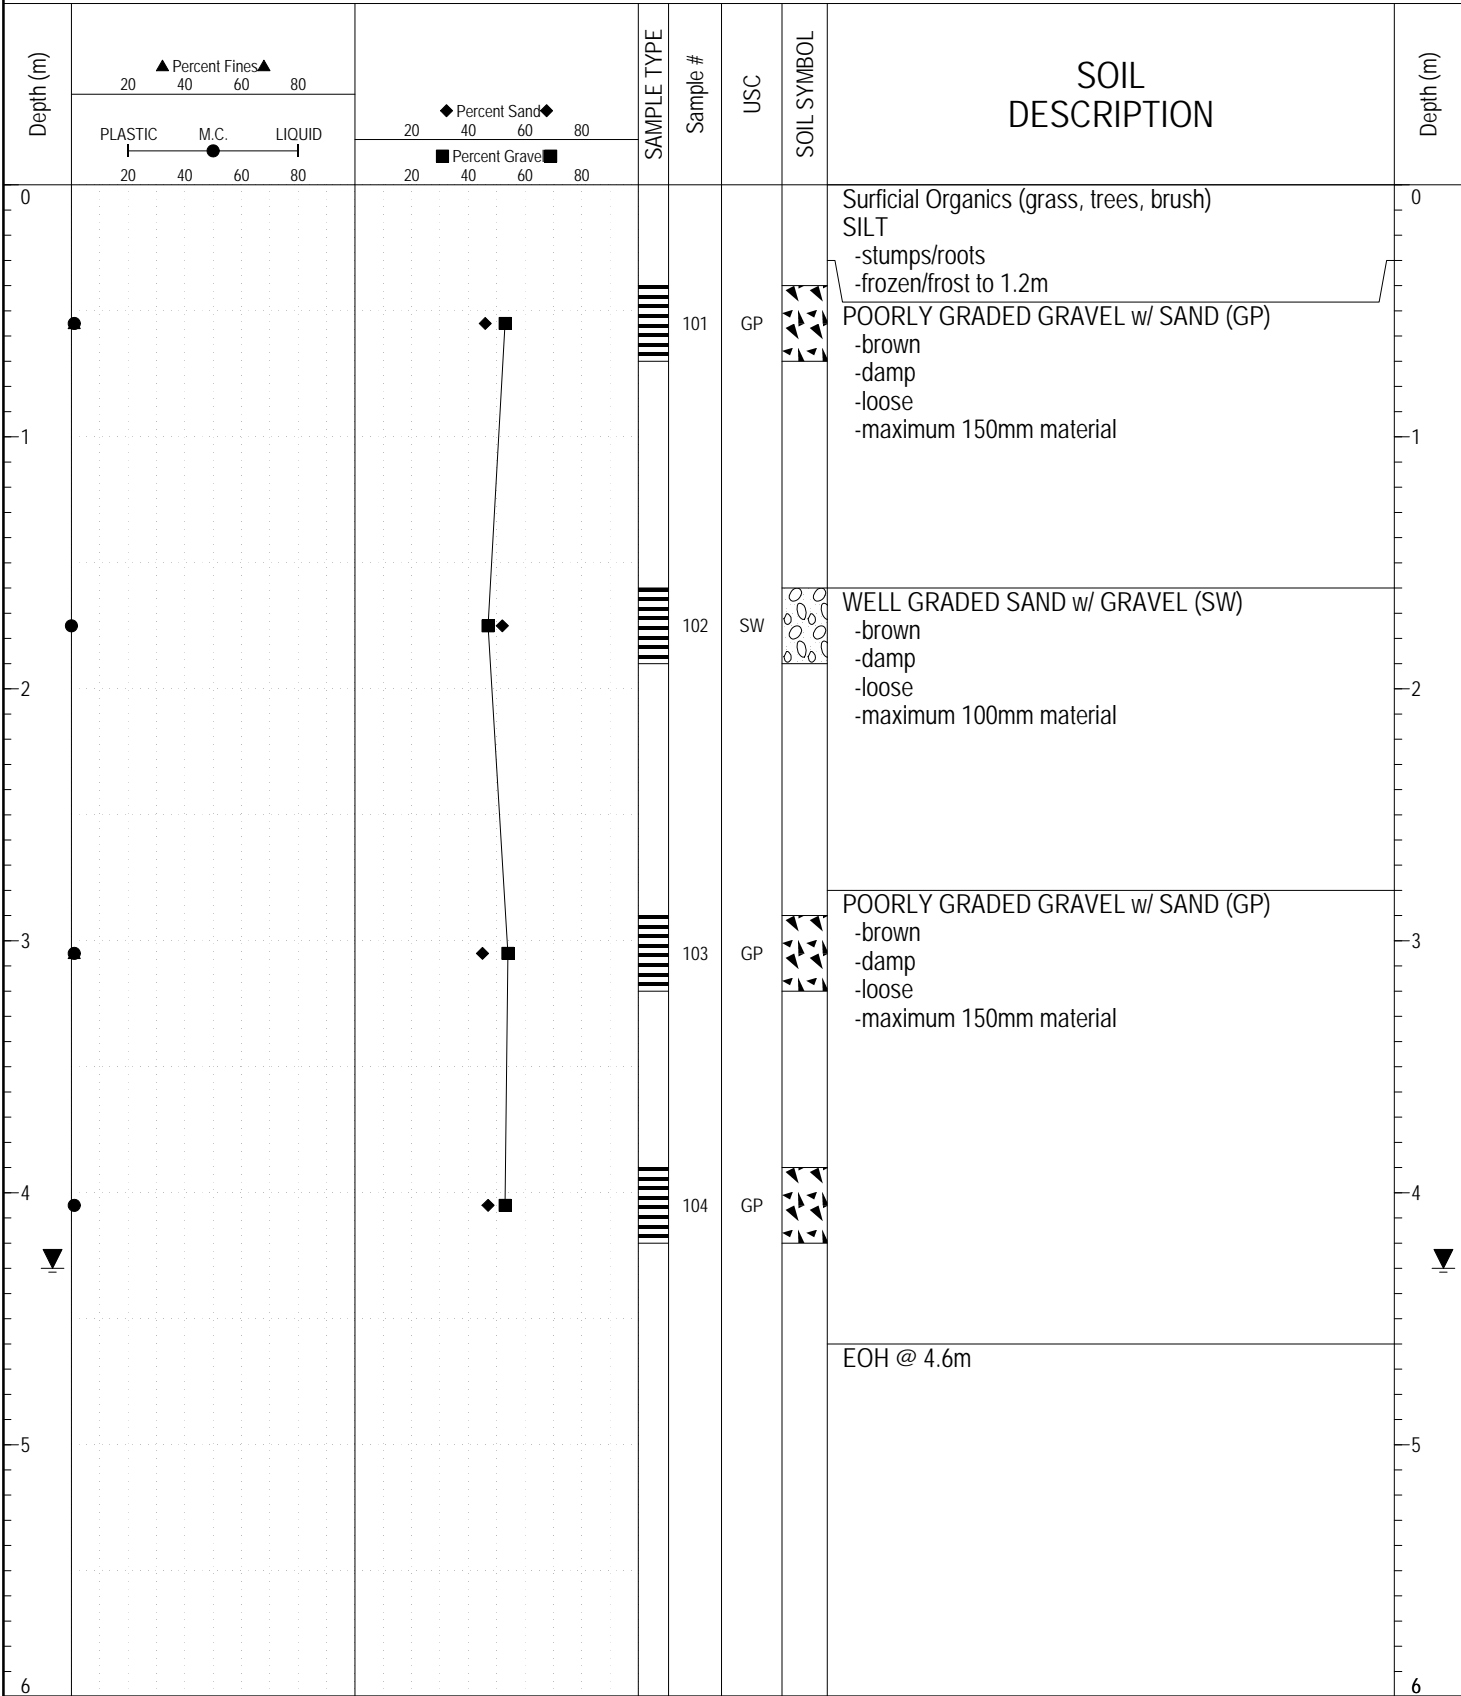 Depth (m)
Percent Fines
20 40 60 80
PLASTIC M.C. LIQUID
20 40 60 80
Percent Sand
20 40 60 80
Percent Gravel
20 40 60 80
SAMPLE TYPE
Sample #
USC
SOIL SYMBOL
SOIL
DESCRIPTION
Depth (m)
0 0
Surficial Organics (grass, trees, brush)
SILT
-stumps/roots
-frozen/frost to 1.2m
101 GP
POORLY GRADED GRAVEL w/ SAND (GP)
-brown
-damp
-loose
-maximum 150mm material
1 1
102 SW
WELL GRADED SAND w/ GRAVEL (SW)
-brown
-damp
-loose
-maximum 100mm material
2 2
POORLY GRADED GRAVEL w/ SAND (GP)
-brown
3 103 GP 3
-damp
-loose
-maximum 150mm material
4 104 GP 4
EOH @ 4.6m
5 5
6 6